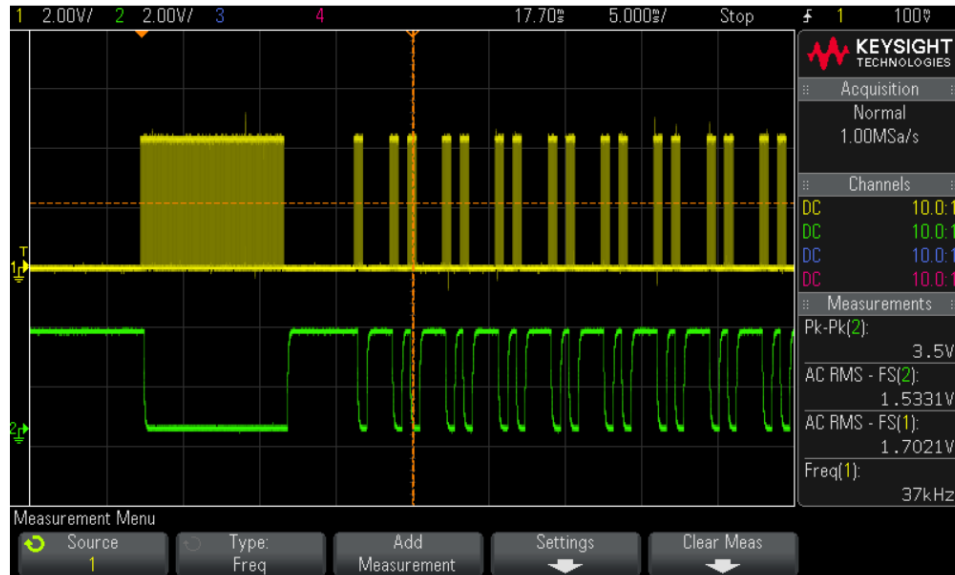 1 2.00V/ 2 2.00V/ 3 4 17.70s 5.000s/ Stop 1 100V
KEYSIGHT
TECHNOLOGIES
Acquisition
Normal
1.00MSa/s
Channels
DC 10.0:1
DC 10.0:1
DC 10.0:1
DC 10.0:1
Measurements
Pk-Pk(2):
3.5V
AC RMS - FS(2):
1.5331V
AC RMS - FS(1):
1.7021V
Freq(1):
37kHz
T
1
2
Measurement Menu
Source
1
Type:
Freq
Add
Measurement
Settings
Clear Meas